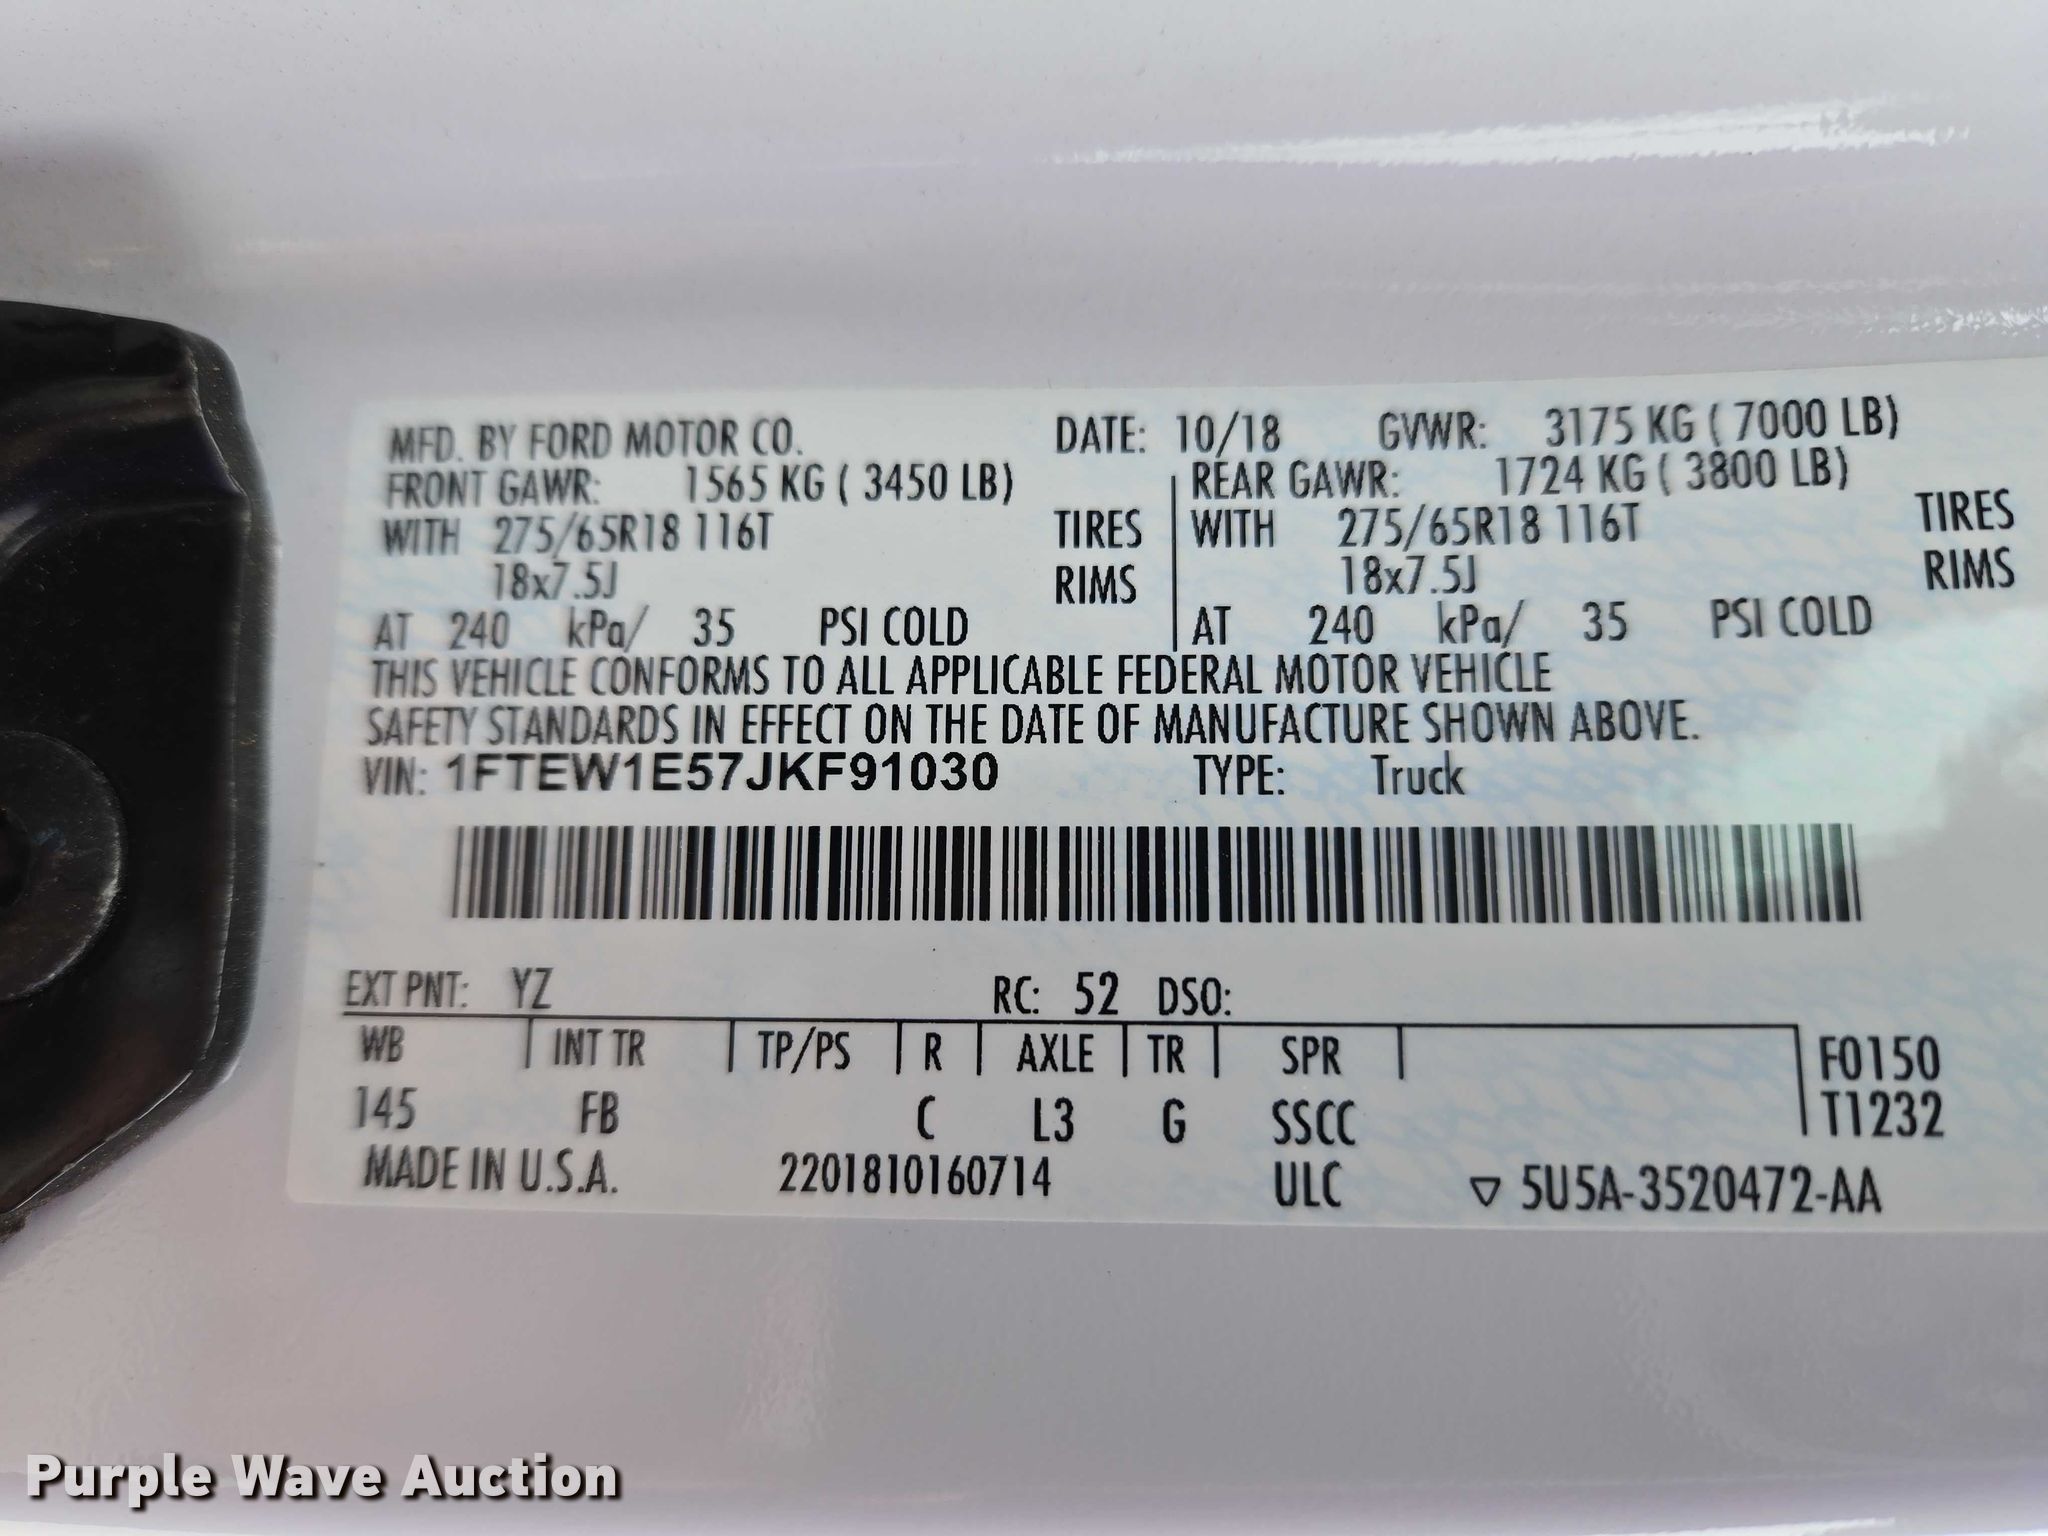 MFD. BY FORD MOTOR CO. DATE: 10/18 GVWR: 3175 KG ( 7000 LB)
FRONT GAWR: 1565 KG ( 3450 LB) REAR GAWR: 1724 KG ( 3800 LB)
WITH 275/65R18 116T TIRES WITH 275/65R18 116T TIRES
18x7.5J RIMS 18x7.5J RIMS
AT 240 kPa/ 35 PSI COLD AT 240 kPa/ 35 PSI COLD
THIS VEHICLE CONFORMS TO ALL APPLICABLE FEDERAL MOTOR VEHICLE
SAFETY STANDARDS IN EFFECT ON THE DATE OF MANUFACTURE SHOWN ABOVE.
VIN: 1FTEW1E57JKF91030 TYPE: Truck
EXT PNT: YZ RC: 52 DSO:
WB INT TR TP/PS R AXLE TR SPR F0150
145 FB C L3 G SSCC T1232
MADE IN U.S.A. 2201810160714 ULC ▽ 5U5A-3520472-AA
Purple Wave Auction